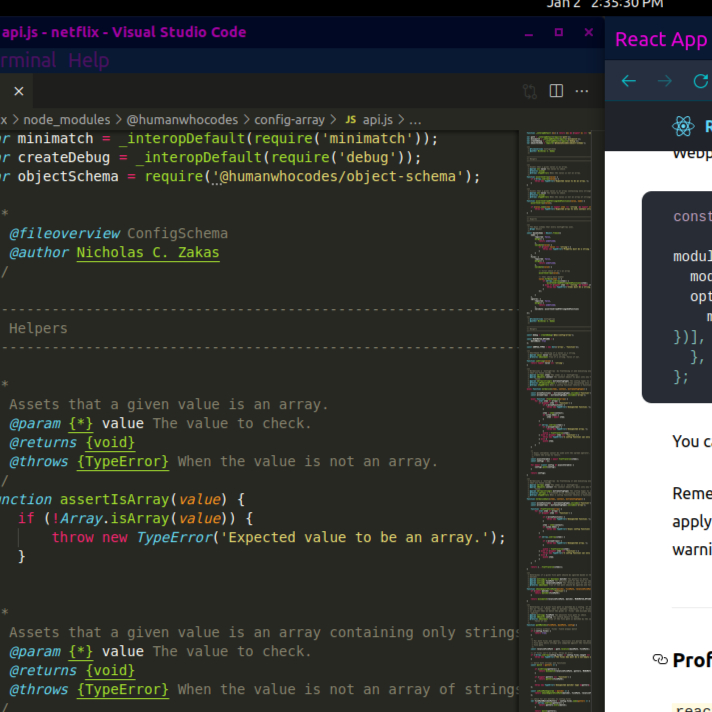 Jan 2 2:35:30 PM
api.js - netflix - Visual Studio Code
rminal Help
x > node_modules > @humanwhocodes > config-array > JS api.js > ...
ar minimatch = _interopDefault(require('minimatch'));
ar createDebug = _interopDefault(require('debug'));
ar objectSchema = require('@humanwhocodes/object-schema');
*
@fileoverview ConfigSchema
@author Nicholas C. Zakas
/
------------------------------------------------------------
Helpers
------------------------------------------------------------
*
Assets that a given value is an array.
@param {*} value The value to check.
@returns {void}
@throws {TypeError} When the value is not an array.
/
unction assertIsArray(value) {
if (!Array.isArray(value)) {
throw new TypeError('Expected value to be an array.');
}
*
Assets that a given value is an array containing only strings
@param {*} value The value to check.
@returns {void}
@throws {TypeError} When the value is not an array of strings
/
React App
R
Webp
const
modul
mod
opt
m
})],
},
};
You ca
Reme
apply
warni
Prof
reac